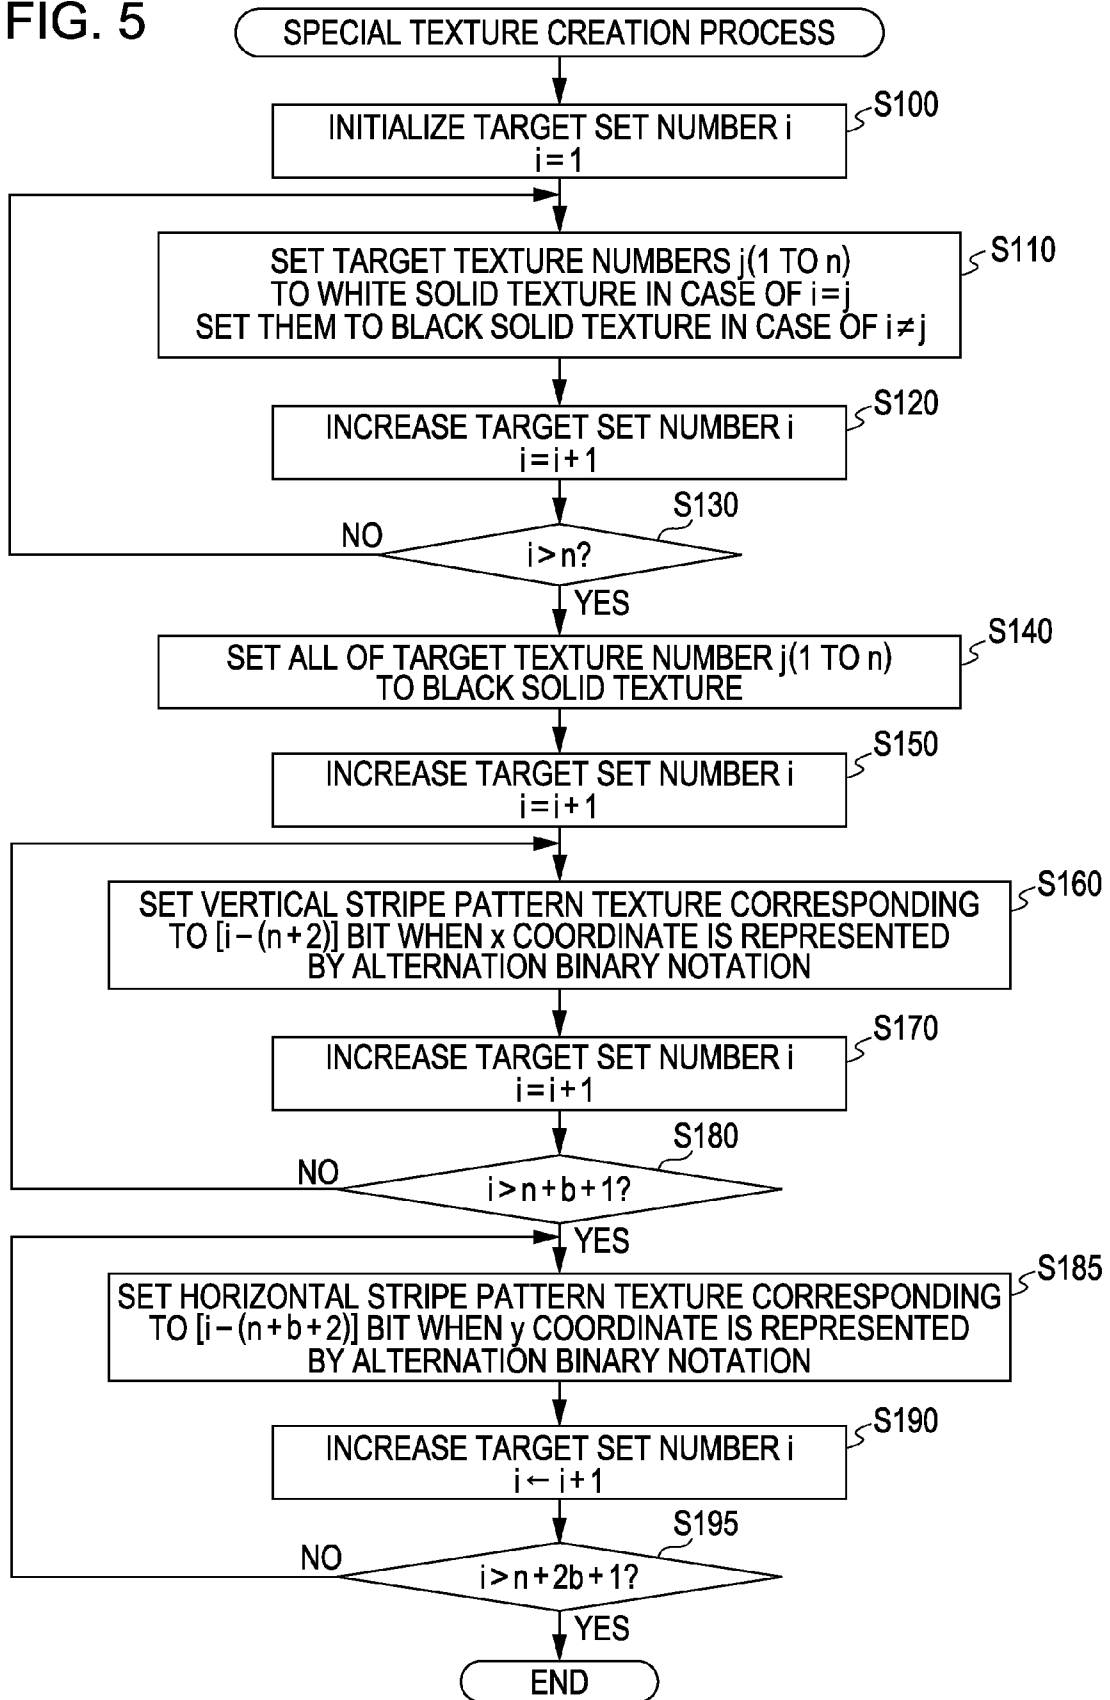 FIG. 5
SPECIAL TEXTURE CREATION PROCESS
S100
INITIALIZE TARGET SET NUMBER i
i=1
S110
SET TARGET TEXTURE NUMBERS j(1 TO n)
TO WHITE SOLID TEXTURE IN CASE OF i=j
SET THEM TO BLACK SOLID TEXTURE IN CASE OF i≠j
S120
INCREASE TARGET SET NUMBER i
i=i+1
S130
NO
i>n?
YES
S140
SET ALL OF TARGET TEXTURE NUMBER j(1 TO n)
TO BLACK SOLID TEXTURE
S150
INCREASE TARGET SET NUMBER i
i=i+1
S160
SET VERTICAL STRIPE PATTERN TEXTURE CORRESPONDING
TO [i-(n+2)] BIT WHEN x COORDINATE IS REPRESENTED
BY ALTERNATION BINARY NOTATION
S170
INCREASE TARGET SET NUMBER i
i=i+1
S180
NO
i>n+b+1?
YES
S185
SET HORIZONTAL STRIPE PATTERN TEXTURE CORRESPONDING
TO [i-(n+b+2)] BIT WHEN y COORDINATE IS REPRESENTED
BY ALTERNATION BINARY NOTATION
S190
INCREASE TARGET SET NUMBER i
i←i+1
S195
NO
i>n+2b+1?
YES
END